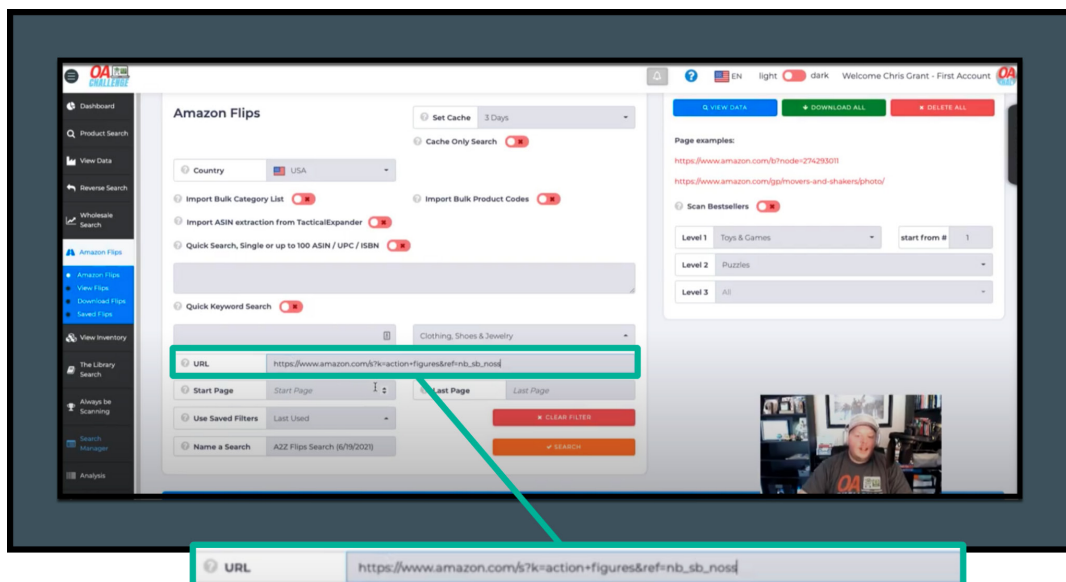 OA
CHALLENGE
EN light dark Welcome Chris Grant - First Account
OA
Dashboard
Product Search
View Data
Reverse Search
Wholesale
Search
Amazon Flips
Amazon Flips
View Flips
Download Flips
Saved Flips
View Inventory
The Library
Search
Always be
Scanning
Search
Manager
Analysis
Amazon Flips
Set Cache 3 Days
Cache Only Search
Country USA
Import Bulk Category List
Import Bulk Product Codes
Import ASIN extraction from TacticalExpander
Quick Search, Single or up to 100 ASIN / UPC / ISBN
Quick Keyword Search
Clothing, Shoes & Jewelry
URL https://www.amazon.com/s?k=action+figures&ref=nb_sb_noss
Start Page Start Page
Last Page Last Page
Use Saved Filters Last Used
CLEAR FILTER
Name a Search A2Z Flips Search (6/19/2021)
SEARCH
VIEW DATA
DOWNLOAD ALL
DELETE ALL
Page examples:
https://www.amazon.com/b?node=274293011
https://www.amazon.com/gp/movers-and-shakers/photo/
Scan Bestsellers
Level 1 Toys & Games start from # 1
Level 2 Puzzles
Level 3 All
OA
URL https://www.amazon.com/s?k=action+figures&ref=nb_sb_noss